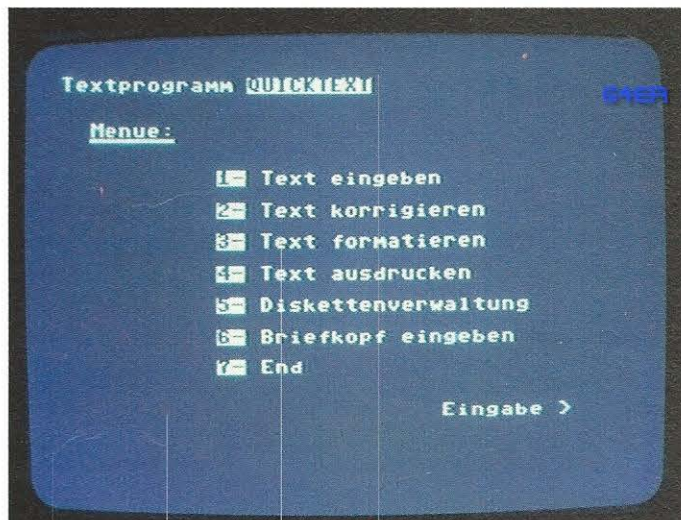 Textprogramm QUICKTEXT
64ER
Menue:
1- Text eingeben
2- Text korrigieren
3- Text formatieren
4- Text ausdrucken
5- Diskettenverwaltung
6- Briefkopf eingeben
7- End
Eingabe >